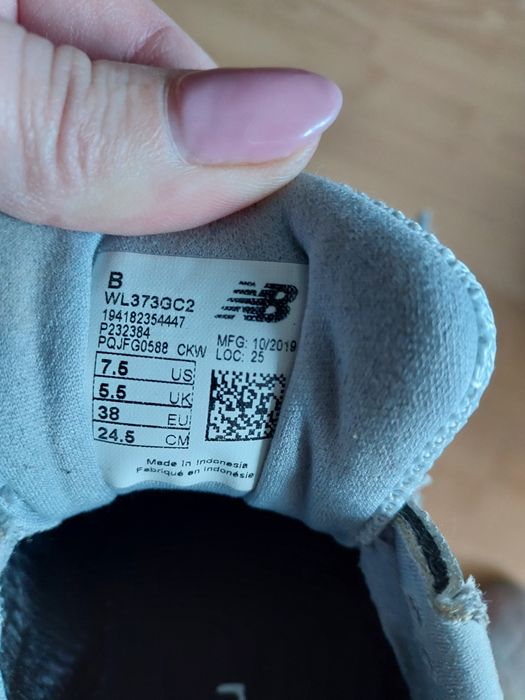 B
WL373GC2
194182354447
P232384
PQJFG0588 CKW
MFG: 10/2019
LOC: 25
7.5 US
5.5 UK
38 EU
24.5 CM
NB
Made in Indonesia
Fabriqué en Indonésie